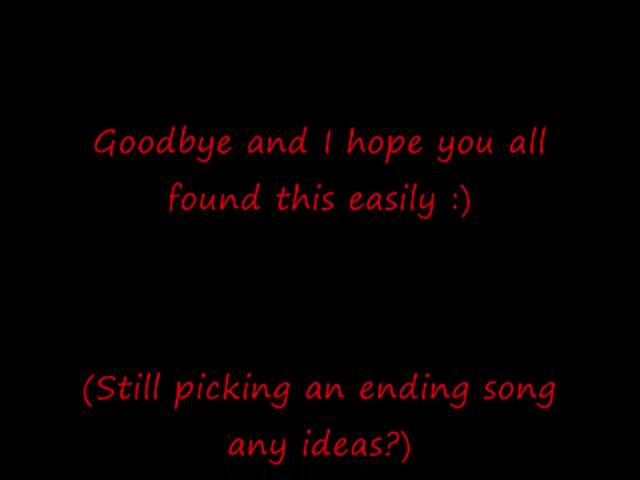 Goodbye and I hope you all
found this easily :)
(Still picking an ending song
any ideas?)